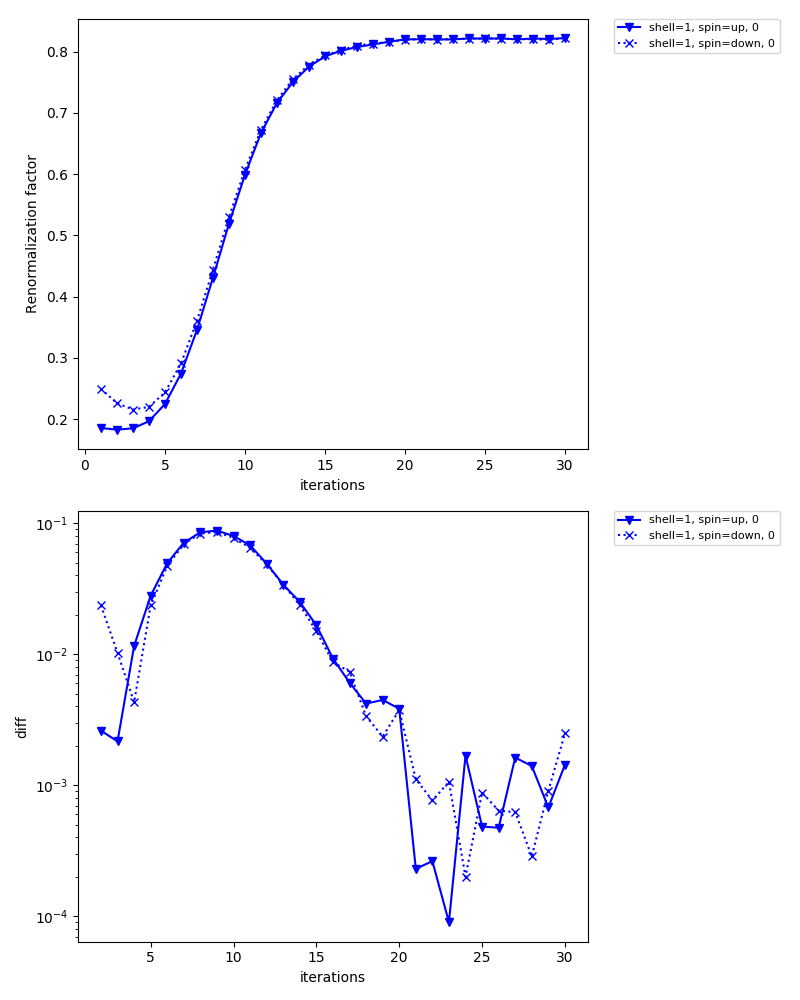 Renormalization factor
0.8
0.7
0.6
0.5
0.4
0.3
0.2
0 5 10 15 20 25 30
iterations
shell=1, spin=up, 0
shell=1, spin=down, 0
diff
10⁻¹
10⁻²
10⁻³
10⁻⁴
5 10 15 20 25 30
iterations
shell=1, spin=up, 0
shell=1, spin=down, 0